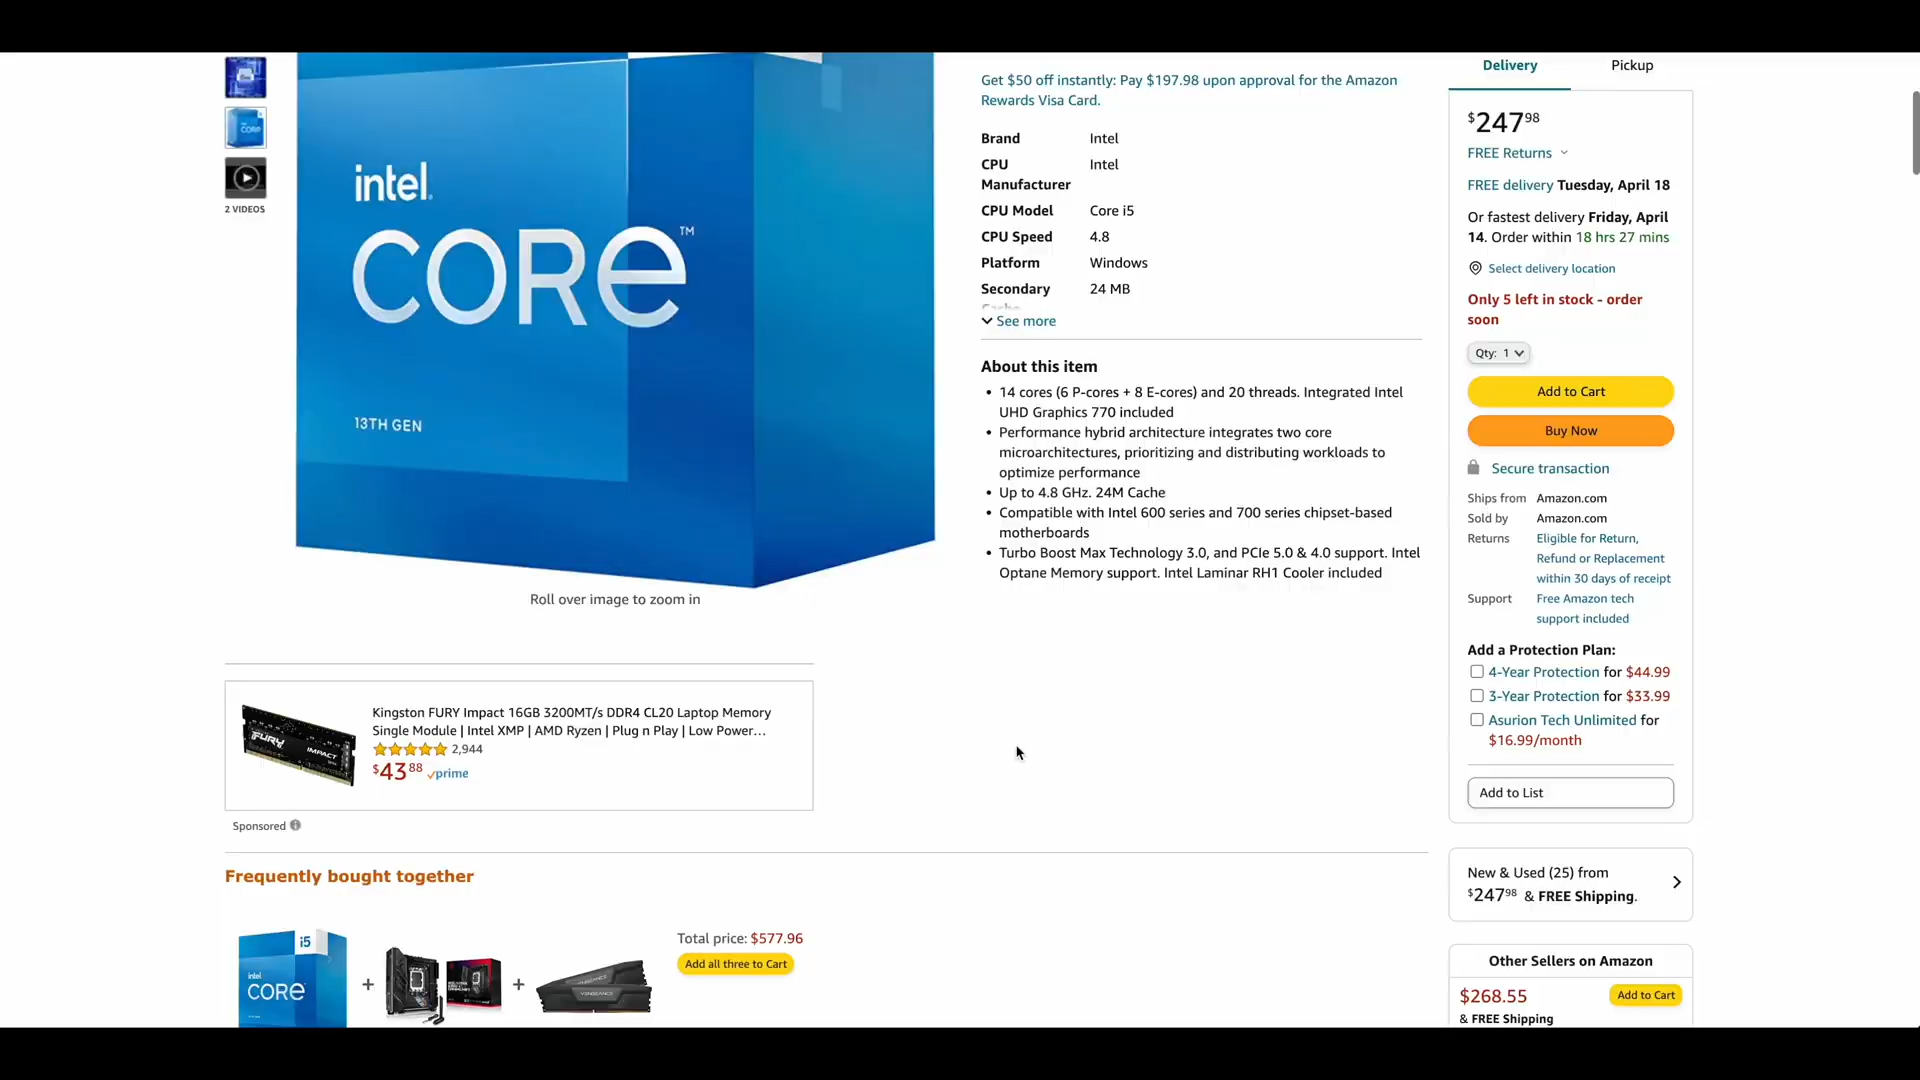 2 VIDEOS
intel.
CORE™
13TH GEN
Roll over image to zoom in
Get $50 off instantly: Pay $197.98 upon approval for the Amazon
Rewards Visa Card.
Brand Intel
CPU Intel
Manufacturer
CPU Model Core i5
CPU Speed 4.8
Platform Windows
Secondary 24 MB
See more
About this item
• 14 cores (6 P-cores + 8 E-cores) and 20 threads. Integrated Intel
UHD Graphics 770 included
• Performance hybrid architecture integrates two core
microarchitectures, prioritizing and distributing workloads to
optimize performance
• Up to 4.8 GHz. 24M Cache
• Compatible with Intel 600 series and 700 series chipset-based
motherboards
• Turbo Boost Max Technology 3.0, and PCIe 5.0 & 4.0 support. Intel
Optane Memory support. Intel Laminar RH1 Cooler included
Delivery Pickup
$247 98
FREE Returns
FREE delivery Tuesday, April 18
Or fastest delivery Friday, April
14. Order within 18 hrs 27 mins
Select delivery location
Only 5 left in stock - order
soon
Qty: 1
Add to Cart
Buy Now
Secure transaction
Ships from Amazon.com
Sold by Amazon.com
Returns Eligible for Return,
Refund or Replacement
within 30 days of receipt
Support Free Amazon tech
support included
Add a Protection Plan:
4-Year Protection for $44.99
3-Year Protection for $33.99
Asurion Tech Unlimited for
$16.99/month
Add to List
New & Used (25) from
$247 98 & FREE Shipping.
Other Sellers on Amazon
$268.55 Add to Cart
& FREE Shipping
FURY IMPACT
Kingston FURY Impact 16GB 3200MT/s DDR4 CL20 Laptop Memory
Single Module | Intel XMP | AMD Ryzen | Plug n Play | Low Power...
2,944
$43 88 prime
Sponsored
Frequently bought together
i5
intel
CORE
+
+
VENGEANCE
Total price: $577.96
Add all three to Cart